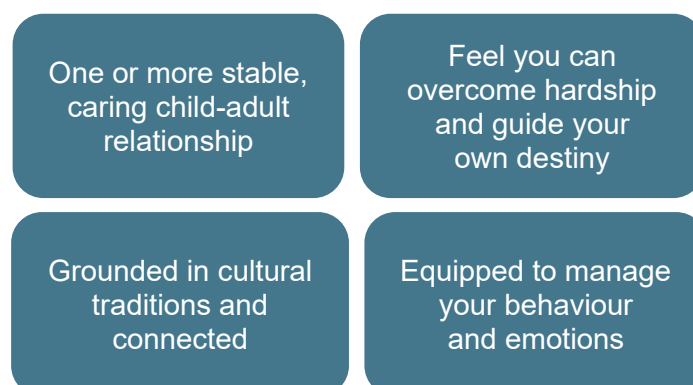 One or more stable,
caring child-adult
relationship
Feel you can
overcome hardship
and guide your
own destiny
Grounded in cultural
traditions and
connected
Equipped to manage
your behaviour
and emotions